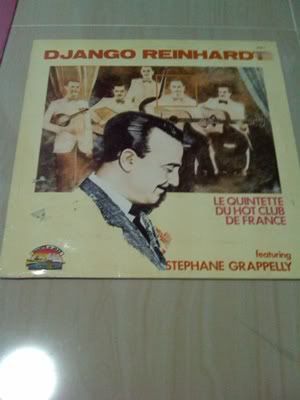 DJANGO REINHARDT
LE QUINTETTE
DU HOT CLUB
DE FRANCE
featuring
STEPHANE GRAPPELLY